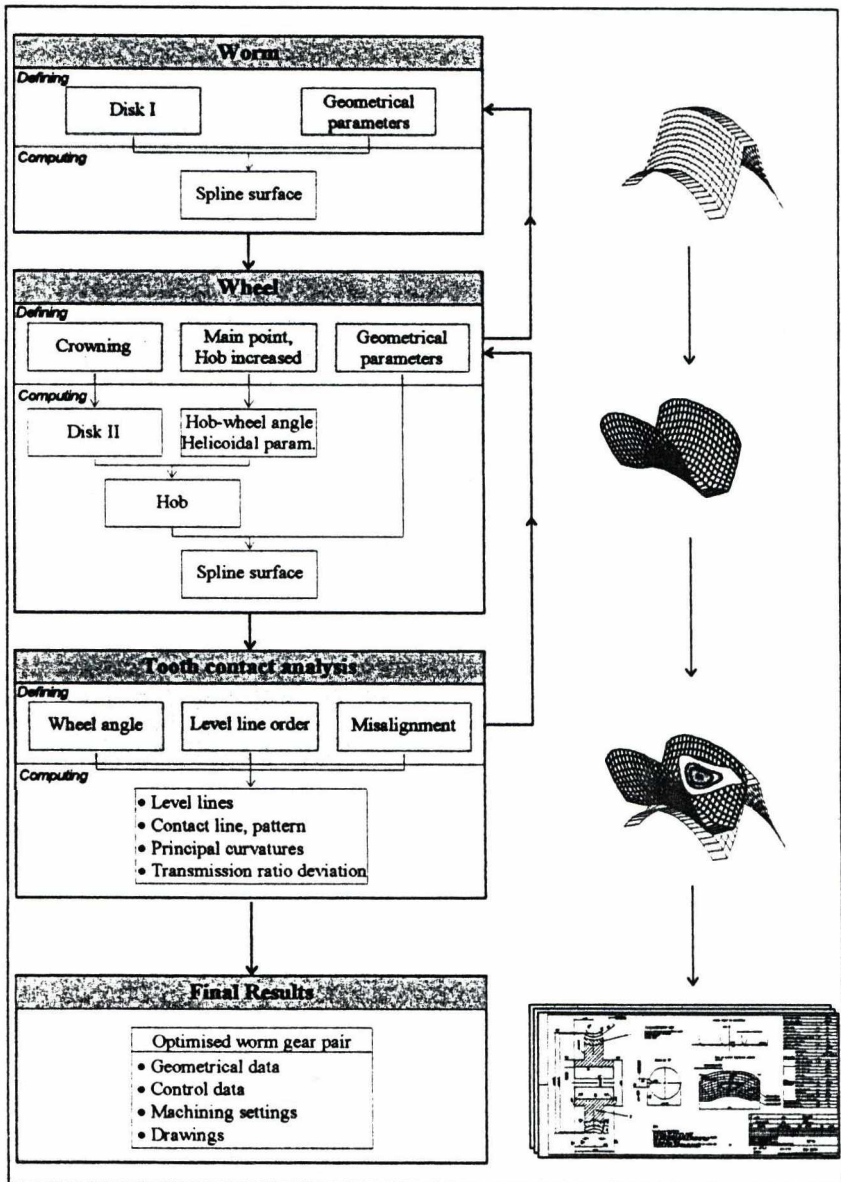 Worm
Defining
Disk I
Geometrical
parameters
Computing
Spline surface
Wheel
Defining
Crowning
Main point,
Hob increased
Geometrical
parameters
Computing
Disk II
Hob-wheel angle
Helicoidal param.
Hob
Spline surface
Tooth contact analysis
Defining
Wheel angle
Level line order
Misalignment
Computing
• Level lines
• Contact line, pattern
• Principal curvatures
• Transmission ratio deviation
Final Results
Optimised worm gear pair
• Geometrical data
• Control data
• Machining settings
• Drawings